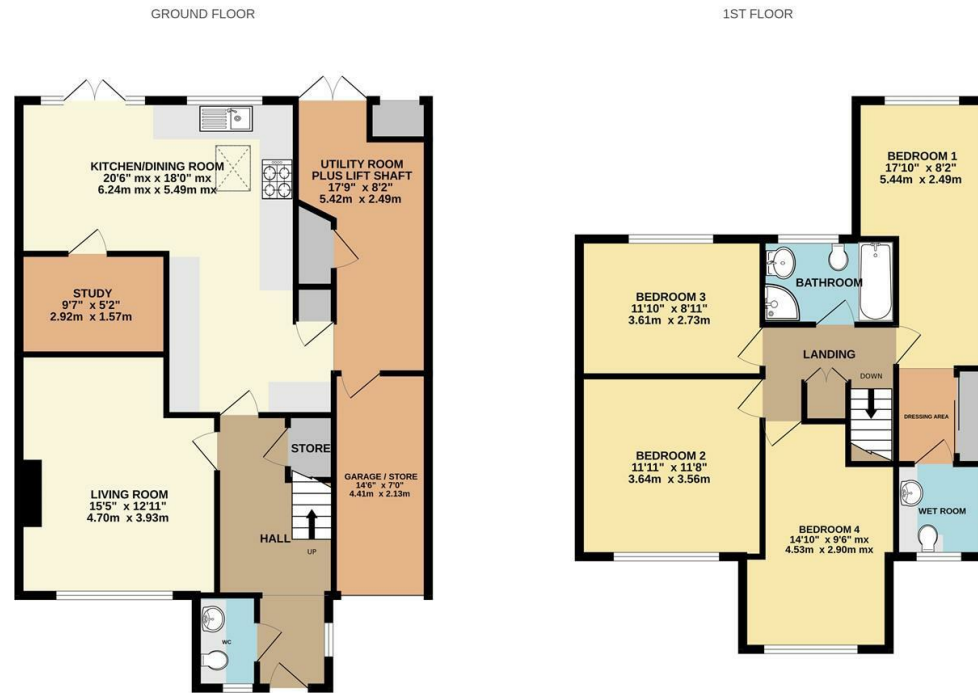 GROUND FLOOR
KITCHEN/DINING ROOM
20'6" mx x 18'0" mx
6.24m mx x 5.49m mx
UTILITY ROOM
PLUS LIFT SHAFT
17'9" x 8'2"
5.42m x 2.49m
STUDY
9'7" x 5'2"
2.92m x 1.57m
LIVING ROOM
15'5" x 12'11"
4.70m x 3.93m
STORE
HALL
UP
GARAGE / STORE
14'6" x 7'0"
4.41m x 2.13m
WC
1ST FLOOR
BEDROOM 1
17'10" x 8'2"
5.44m x 2.49m
BEDROOM 3
11'10" x 8'11"
3.61m x 2.73m
BATHROOM
LANDING
DOWN
DRESSING AREA
BEDROOM 2
11'11" x 11'8"
3.64m x 3.56m
WET ROOM
BEDROOM 4
14'10" x 9'6" mx
4.53m x 2.90m mx